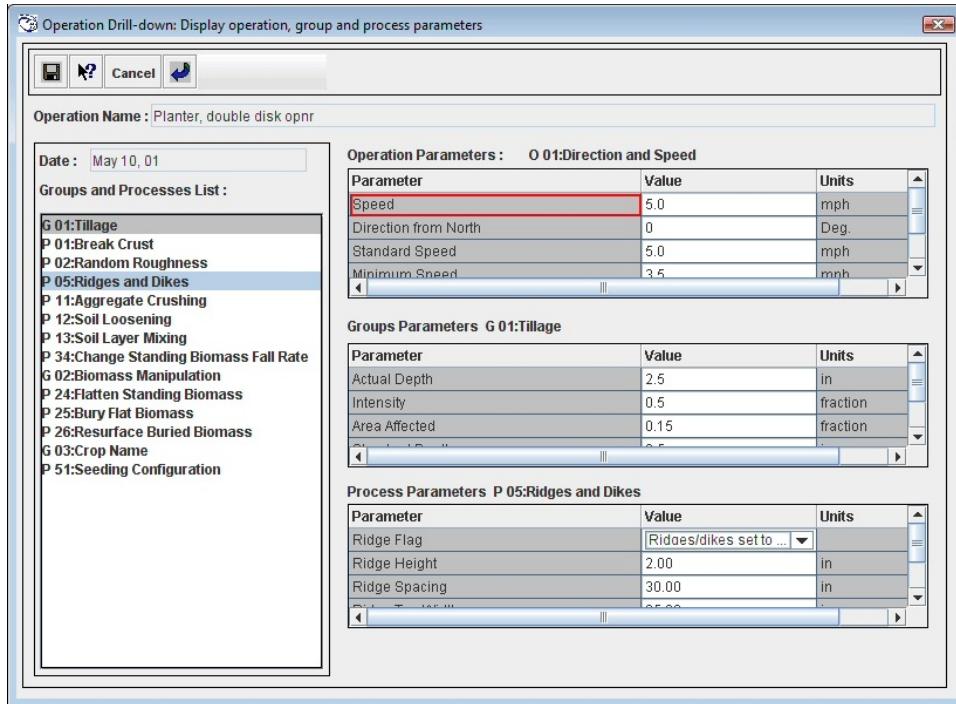 Operation Drill-down: Display operation, group and process parameters
Cancel
Operation Name : Planter, double disk opnr
Date : May 10, 01
Groups and Processes List :
G 01:Tillage
P 01:Break Crust
P 02:Random Roughness
P 05:Ridges and Dikes
P 11:Aggregate Crushing
P 12:Soil Loosening
P 13:Soil Layer Mixing
P 34:Change Standing Biomass Fall Rate
G 02:Biomass Manipulation
P 24:Flatten Standing Biomass
P 25:Bury Flat Biomass
P 26:Resurface Buried Biomass
G 03:Crop Name
P 51:Seeding Configuration
Operation Parameters : O 01:Direction and Speed
Parameter Value Units
Speed 5.0 mph
Direction from North 0 Deg.
Standard Speed 5.0 mph
Minimum Speed 3.5 mph
Groups Parameters G 01:Tillage
Parameter Value Units
Actual Depth 2.5 in
Intensity 0.5 fraction
Area Affected 0.15 fraction
Process Parameters P 05:Ridges and Dikes
Parameter Value Units
Ridge Flag Ridges/dikes set to ...
Ridge Height 2.00 in
Ridge Spacing 30.00 in